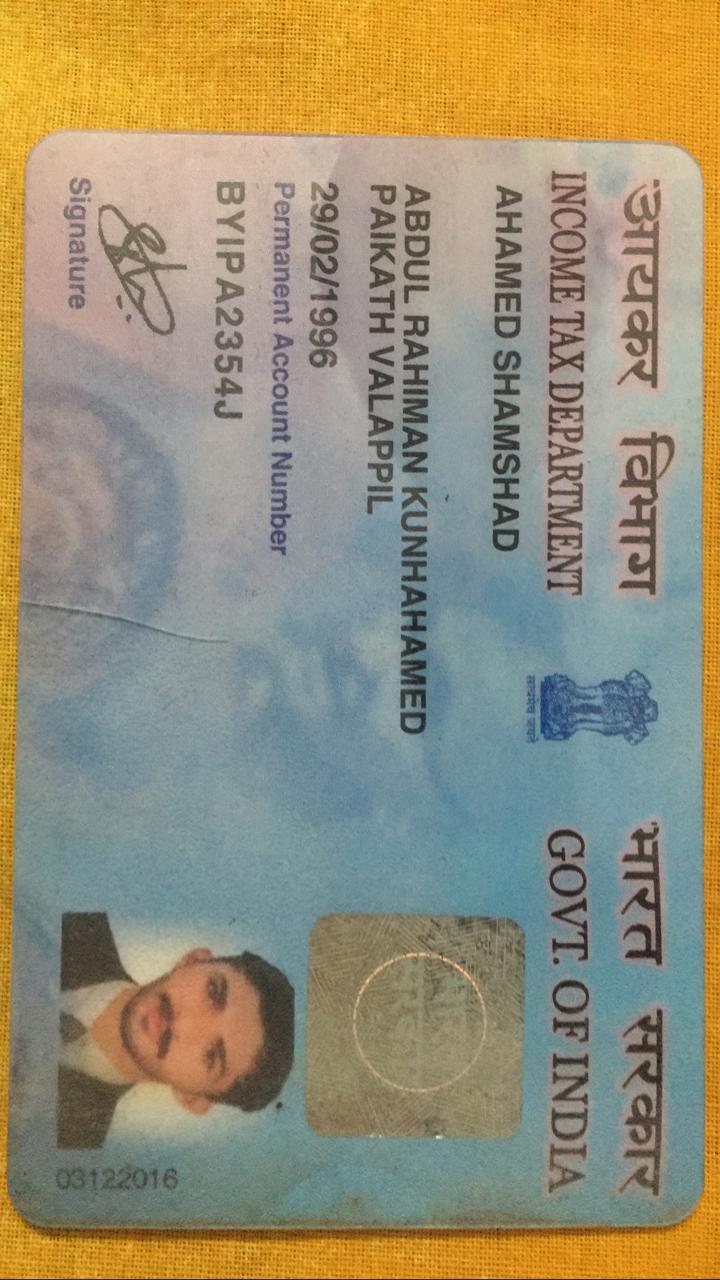 आयकर विभाग
INCOME TAX DEPARTMENT
सत्यमेव जयते
भारत सरकार
GOVT. OF INDIA
AHAMED SHAMSHAD
ABDUL RAHIMAN KUNHAHAMED
PAIKATH VALAPPIL
29/02/1996
Permanent Account Number
BYIPA2354J
Signature
03122016